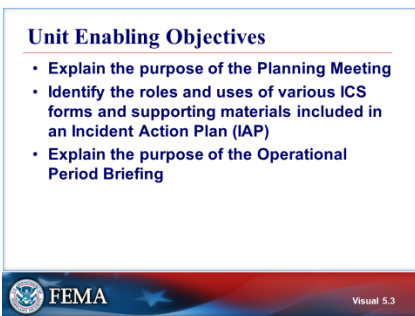 Unit Enabling Objectives
• Explain the purpose of the Planning Meeting
• Identify the roles and uses of various ICS
forms and supporting materials included in
an Incident Action Plan (IAP)
• Explain the purpose of the Operational
Period Briefing
FEMA
Visual 5.3